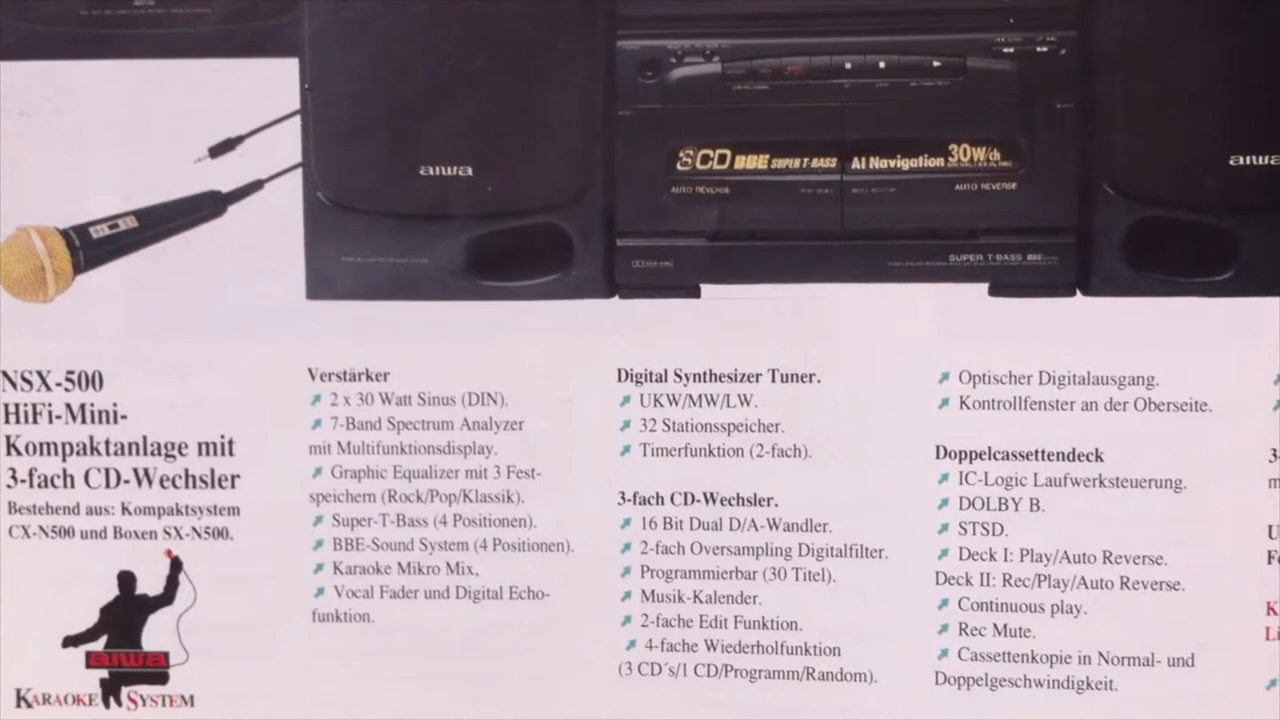 aiwa
3CD BBE SUPER T-BASS
AI Navigation 30W/ch
AUTO REVERSE
AUTO REVERSE
SUPER T-BASS BBE
aiwa
NSX-500
HiFi-Mini-
Kompaktanlage mit
3-fach CD-Wechsler
Bestehend aus: Kompaktsystem
CX-N500 und Boxen SX-N500.
aiwa
KARAOKE SYSTEM
Verstärker
2 x 30 Watt Sinus (DIN).
7-Band Spectrum Analyzer
mit Multifunktionsdisplay.
Graphic Equalizer mit 3 Fest-
speichern (Rock/Pop/Klassik).
Super-T-Bass (4 Positionen).
BBE-Sound System (4 Positionen).
Karaoke Mikro Mix,
Vocal Fader und Digital Echo-
funktion.
Digital Synthesizer Tuner.
UKW/MW/LW.
32 Stationsspeicher.
Timerfunktion (2-fach).
3-fach CD-Wechsler.
16 Bit Dual D/A-Wandler.
2-fach Oversampling Digitalfilter.
Programmierbar (30 Titel).
Musik-Kalender.
2-fache Edit Funktion.
4-fache Wiederholfunktion
(3 CD´s/1 CD/Programm/Random).
Optischer Digitalausgang.
Kontrollfenster an der Oberseite.
Doppelcassettendeck
IC-Logic Laufwerksteuerung.
DOLBY B.
STSD.
Deck I: Play/Auto Reverse.
Deck II: Rec/Play/Auto Reverse.
Continuous play.
Rec Mute.
Cassettenkopie in Normal- und
Doppelgeschwindigkeit.